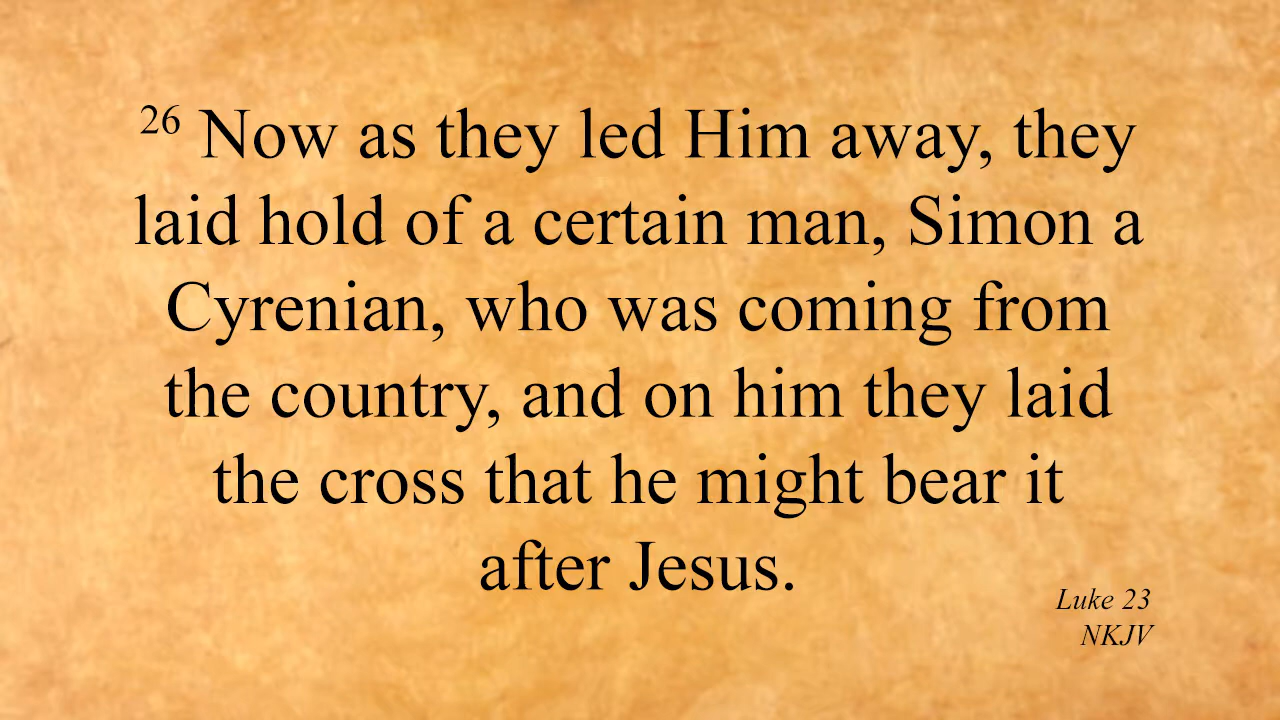 26 Now as they led Him away, they
laid hold of a certain man, Simon a
Cyrenian, who was coming from
the country, and on him they laid
the cross that he might bear it
after Jesus.
Luke 23
NKJV